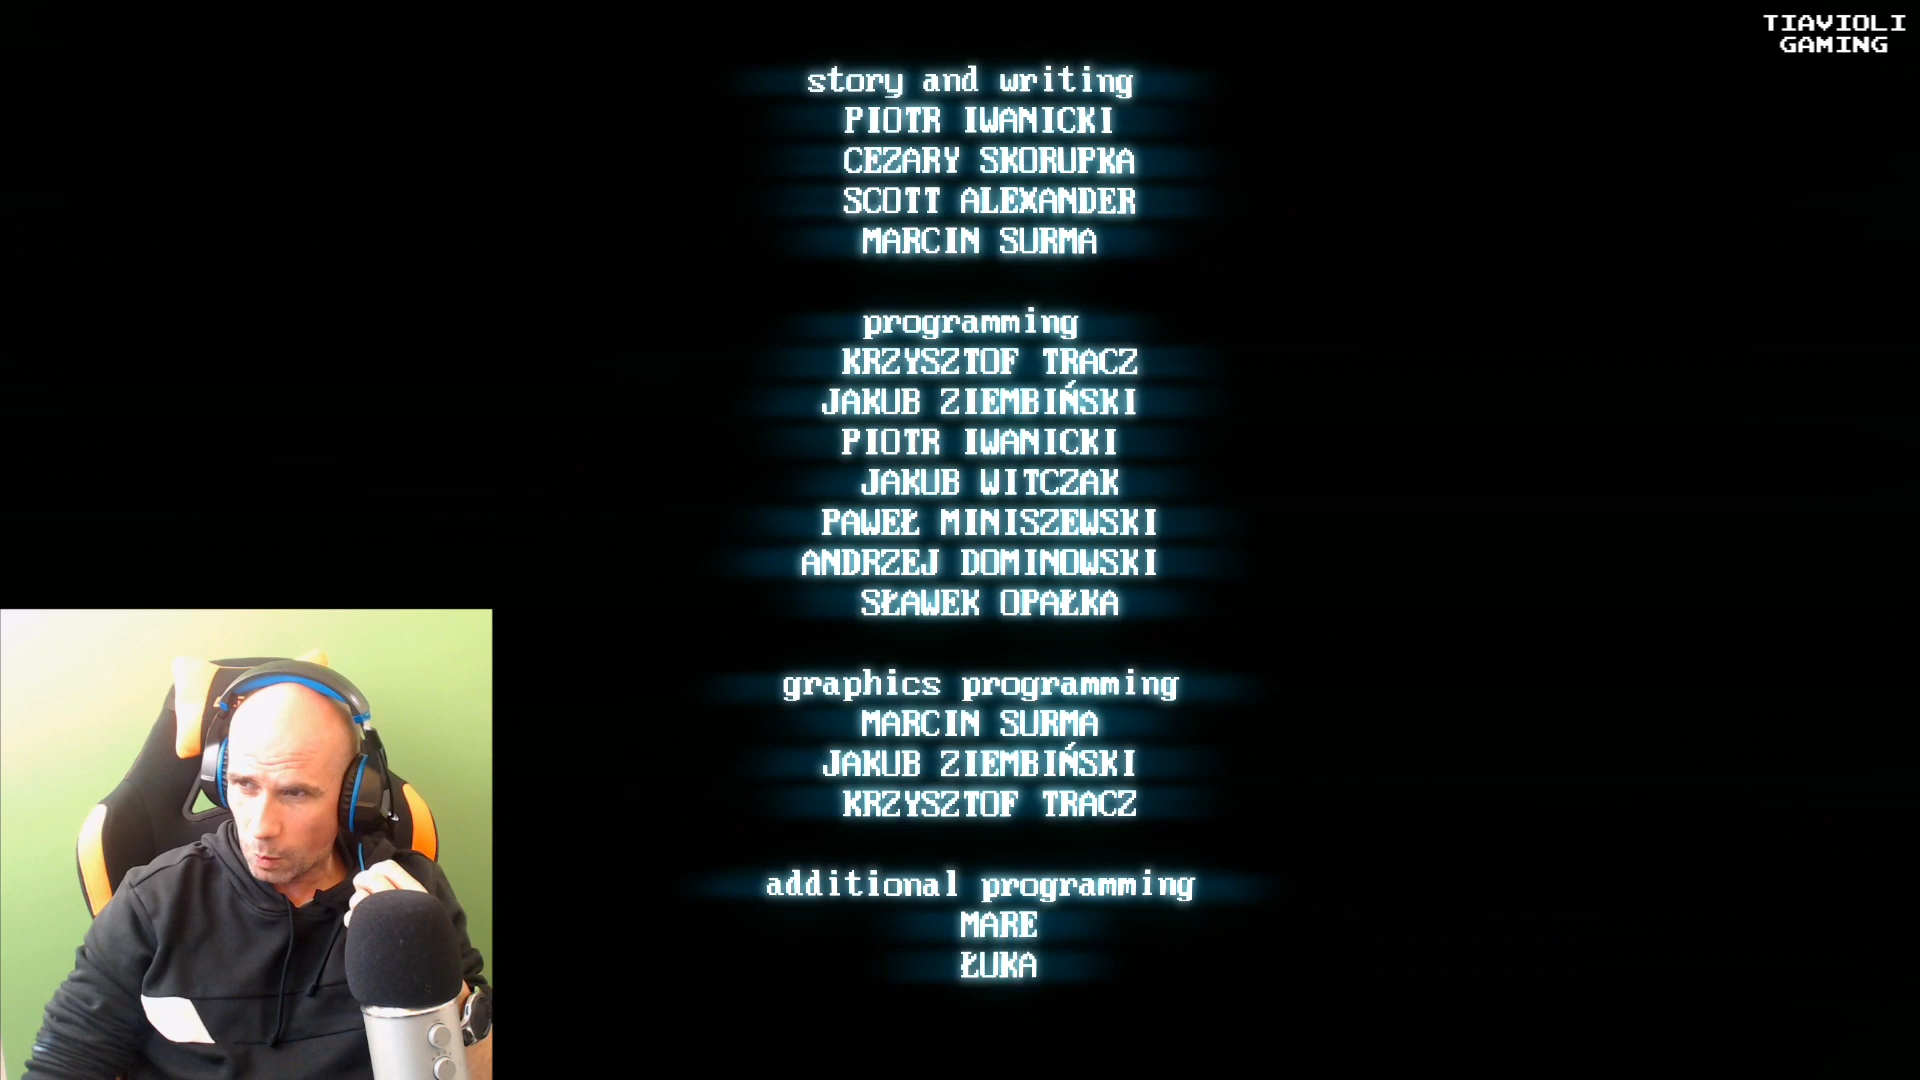 TIAVIOLI
GAMING
story and writing
PIOTR IWANICKI
CEZARY SKORUPKA
SCOTT ALEXANDER
MARCIN SURMA
programming
KRZYSZTOF TRACZ
JAKUB ZIEMBIŃSKI
PIOTR IWANICKI
JAKUB WITCZAK
PAWEŁ MINISZEWSKI
ANDRZEJ DOMINOWSKI
SŁAWEK OPAŁKA
graphics programming
MARCIN SURMA
JAKUB ZIEMBIŃSKI
KRZYSZTOF TRACZ
additional programming
MARE
ŁUKA